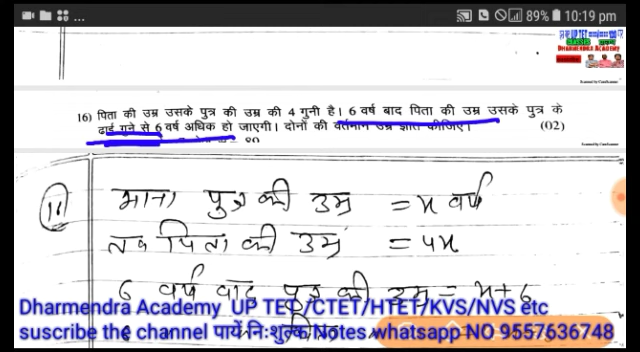 89% 10:19 pm
Dharmendra Academy
16) पिता की उम्र उसके पुत्र की उम्र की 4 गुनी है। 6 वर्ष बाद पिता की उम्र उसके पुत्र के
ढाई गुने से 6 वर्ष अधिक हो जाएगी। दोनों की वर्तमान उम्र ज्ञात कीजिए। (02)
माना पुत्र की उम्र = x वर्ष
तब पिता की उम्र = 4x
6 वर्ष बाद पुत्र की उम्र = x + 6
Dharmendra Academy UP TET/CTET/HTET/KVS/NVS etc
suscribe the channel पायें नि:शुल्क Notes whatsapp NO 9557636748